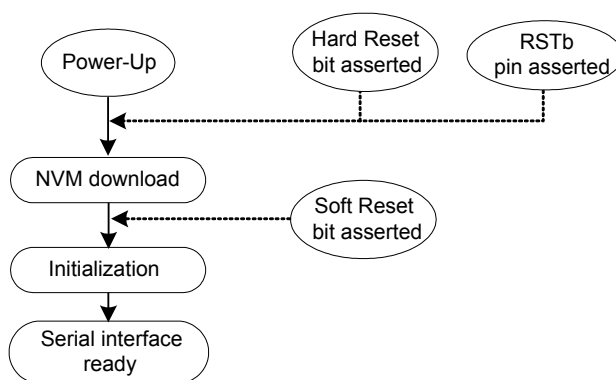 Power-Up
Hard Reset
bit asserted
RSTb
pin asserted
NVM download
Soft Reset
bit asserted
Initialization
Serial interface
ready